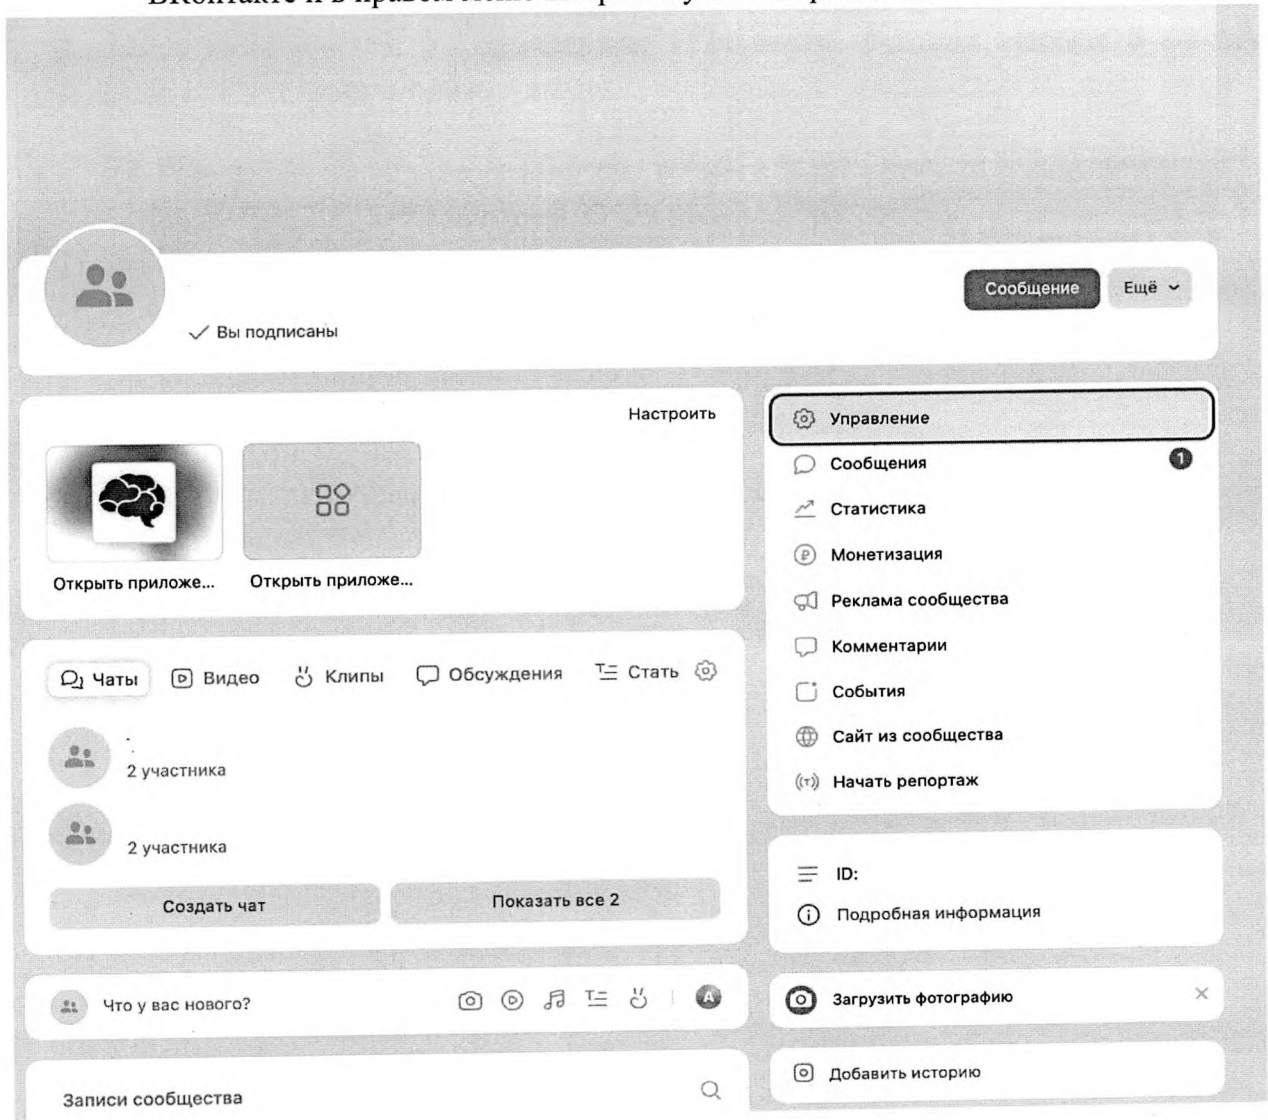 Сообщение
Ещё
Вы подписаны
Настроить
Открыть приложе...
Открыть приложе...
Чаты
Видео
Клипы
Обсуждения
Стать
2 участника
2 участника
Создать чат
Показать все 2
Что у вас нового?
A
Записи сообщества
Управление
Сообщения
1
Статистика
Монетизация
Реклама сообщества
Комментарии
События
Сайт из сообщества
Начать репортаж
ID:
Подробная информация
Загрузить фотографию
Добавить историю